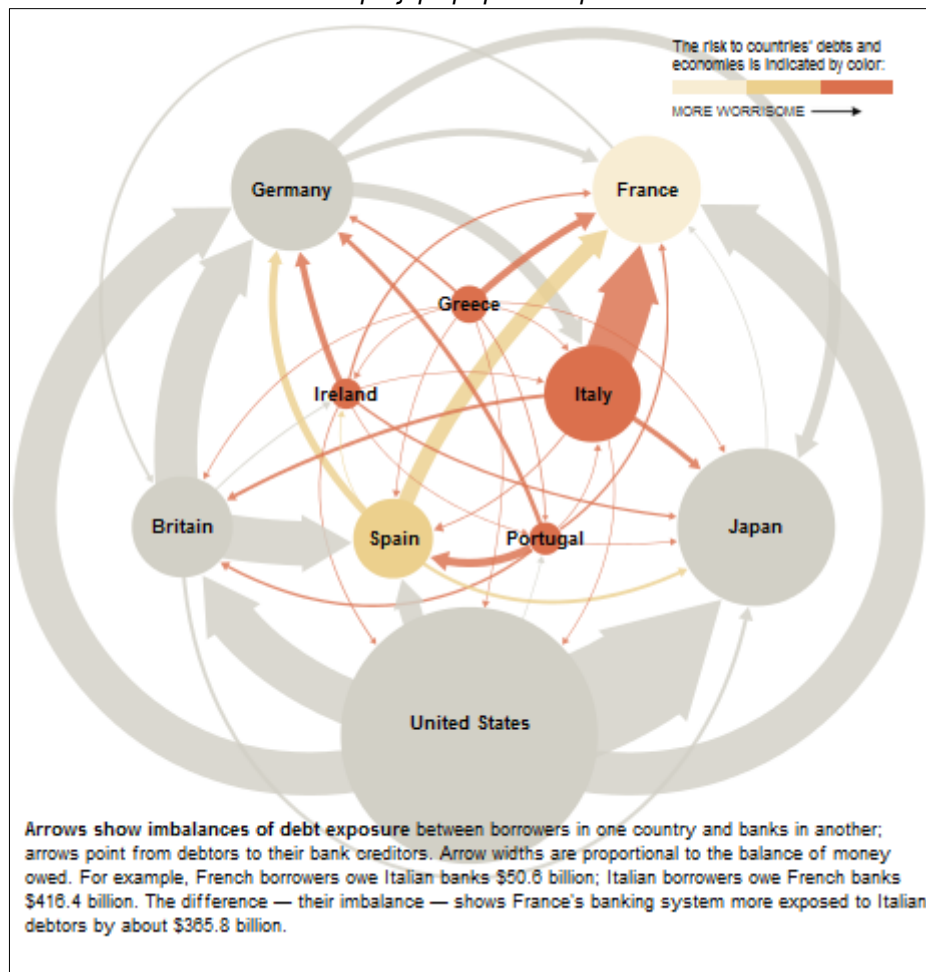 The risk to countries' debts and
economies is indicated by color:
MORE WORRISOME
Germany
France
Greece
Ireland
Italy
Britain
Spain
Portugal
Japan
United States
Arrows show imbalances of debt exposure between borrowers in one country and banks in another;
arrows point from debtors to their bank creditors. Arrow widths are proportional to the balance of money
owed. For example, French borrowers owe Italian banks $50.6 billion; Italian borrowers owe French banks
$416.4 billion. The difference — their imbalance — shows France's banking system more exposed to Italian
debtors by about $365.8 billion.